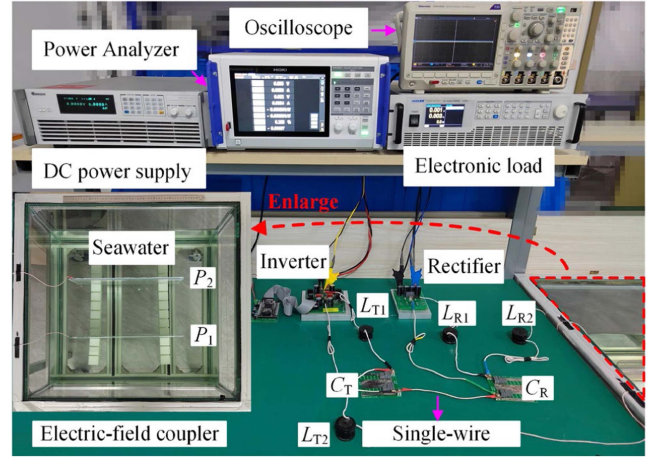 Oscilloscope
Power Analyzer
HIOKI
DC power supply
Electronic load
Enlarge
Seawater
Inverter
Rectifier
P2
P1
LT1
LR1
LR2
CT
CR
LT2
Single-wire
Electric-field coupler